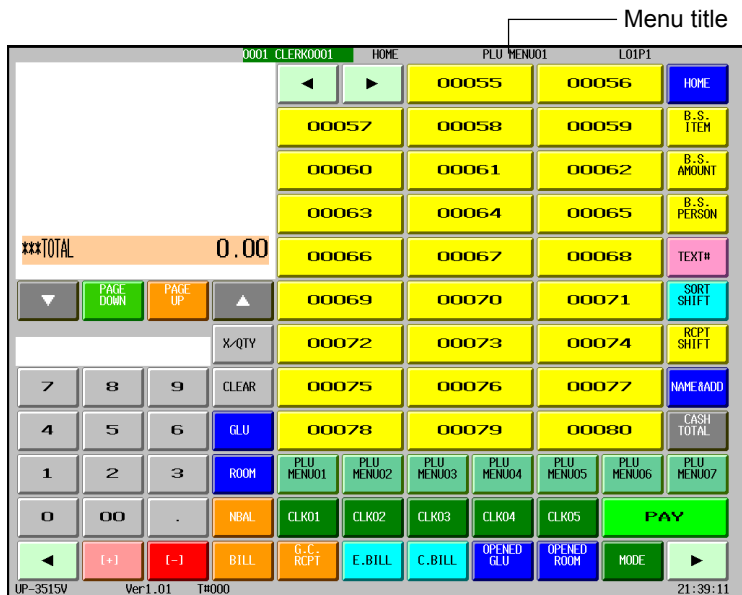 Menu title
0001 CLERK0001 HOME PLU MENU01 L01P1
◀ ▶ 00055 00056 HOME
00057 00058 00059 B.S. ITEM
00060 00061 00062 B.S. AMOUNT
00063 00064 00065 B.S. PERSON
***TOTAL 0.00 00066 00067 00068 TEXT#
▼ PAGE DOWN PAGE UP ▲ 00069 00070 00071 SORT SHIFT
X/QTY 00072 00073 00074 RCPT SHIFT
7 8 9 CLEAR 00075 00076 00077 NAME&ADD
4 5 6 GLU 00078 00079 00080 CASH TOTAL
1 2 3 ROOM PLU MENU01 PLU MENU02 PLU MENU03 PLU MENU04 PLU MENU05 PLU MENU06 PLU MENU07
0 00 . NBAL CLK01 CLK02 CLK03 CLK04 CLK05 PAY
◀ [+] [-] BILL G.C. RCPT E.BILL C.BILL OPENED GLU OPENED ROOM MODE ▶
UP-3515V Ver1.01 T#000 21:39:11